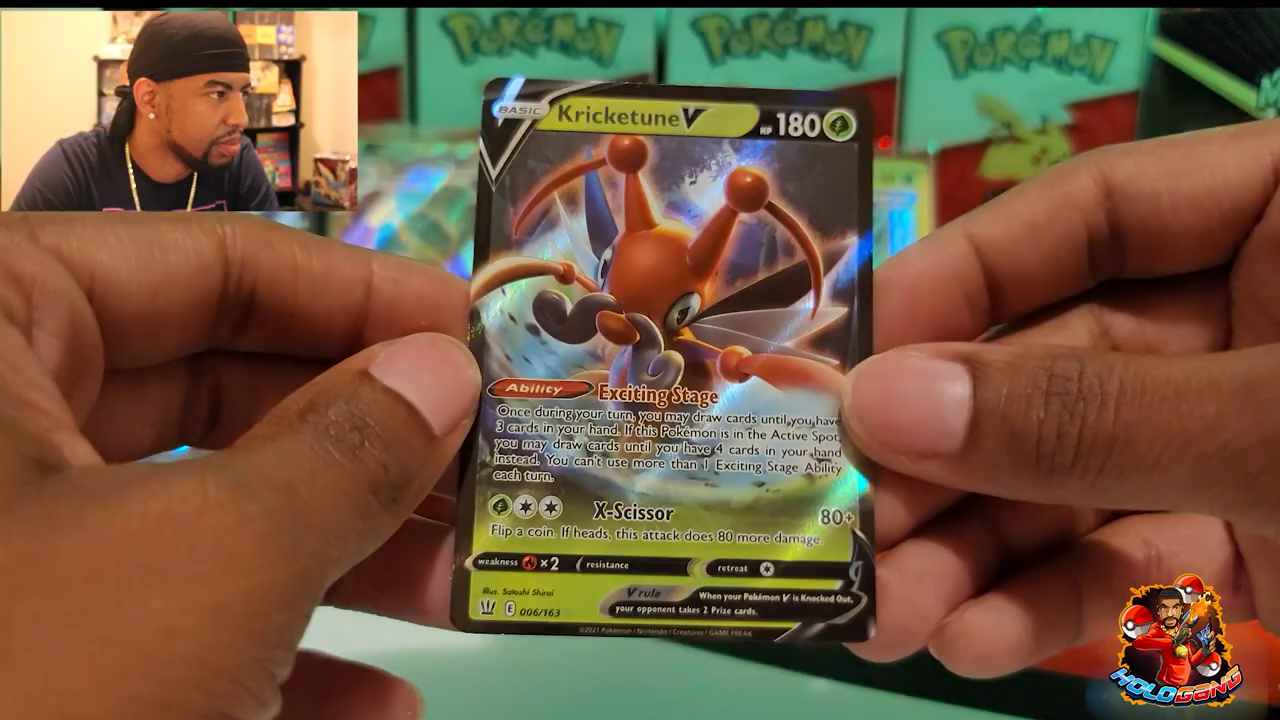 POKéMON
POKéMON
POKéMON
BASIC
Kricketune V
HP 180
Ability Exciting Stage
Once during your turn, you may draw cards until you have
3 cards in your hand. If this Pokémon is in the Active Spot,
you may draw cards until you have 4 cards in your hand
instead. You can't use more than 1 Exciting Stage Ability
each turn.
X-Scissor 80+
Flip a coin. If heads, this attack does 80 more damage.
weakness ×2 resistance retreat
Illus. Satoshi Shirai
V rule When your Pokémon V is Knocked Out,
your opponent takes 2 Prize cards.
E 006/163
©2021 Pokémon / Nintendo / Creatures / GAME FREAK
HOLOGANG